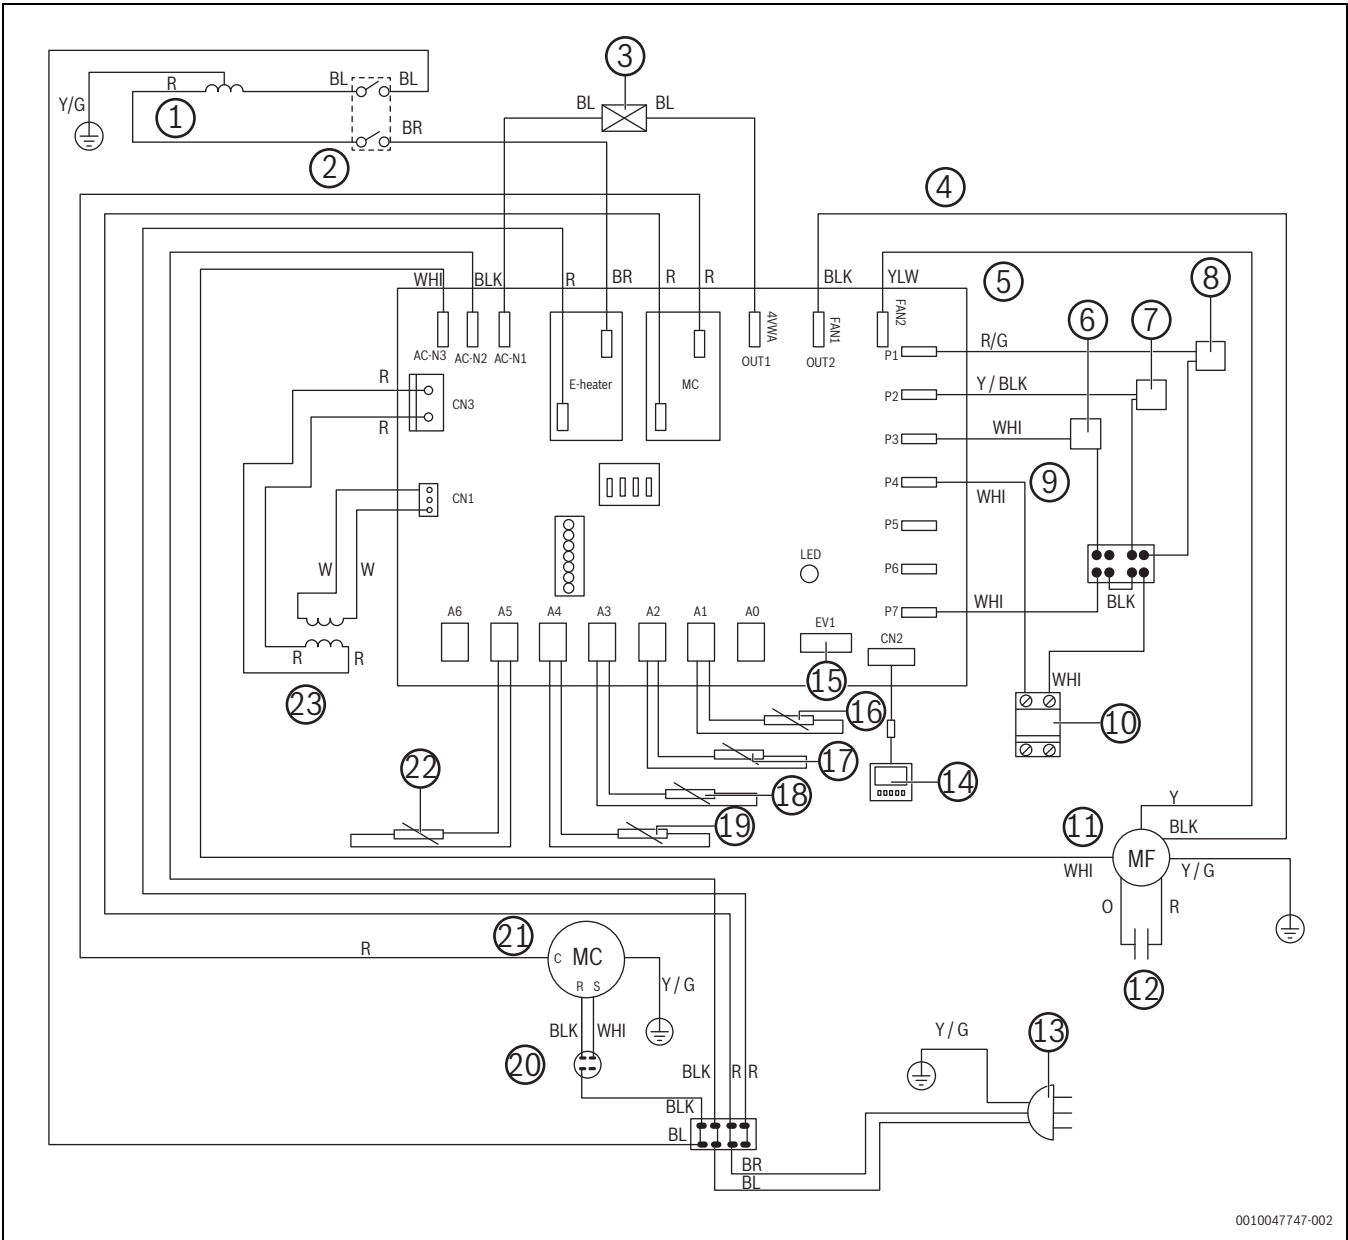 3
BL BL
R
Y/G
1
BL BL
BR
2
4
5
WHI BLK R BR R R BLK YLW
8
6 7
AC-N3 AC-N2 AC-N1
E-heater
MC
4VWA
OUT1
FAN1
OUT2
FAN2
P1 R/G
P2 Y / BLK
P3 WHI
P4 WHI
9
P5
P6
P7 WHI
BLK
R
CN3
R
CN1
W W
R R
23
LED
A6 A5 A4 A3 A2 A1 A0
EV1
CN2
15
WHI
10
16
17
18
19
14
22
Y
11
BLK
MF
WHI
Y / G
O R
12
21
R
C MC
R S
Y / G
BLK WHI
20
BLK R R
BLK
BL
BR
BL
Y / G
13
0010047747-002